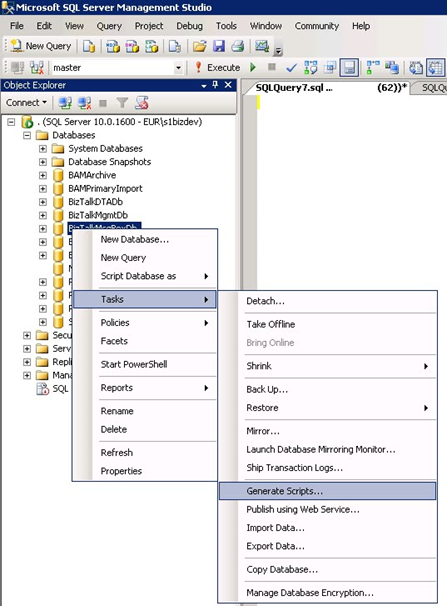 Microsoft SQL Server Management Studio
File Edit View Query Project Debug Tools Window Community Help
New Query
master Execute
Object Explorer
SQLQuery7.sql ... (62))*
SQLQu
Connect
. (SQL Server 10.0.1600 - EUR\s1bizdev)
Databases
System Databases
Database Snapshots
BAMArchive
BAMPrimaryImport
BizTalkDTADb
BizTalkMgmtDb
BizTalkMsgBoxDb
New Database...
New Query
Script Database as
Tasks
Policies
Facets
Start PowerShell
Reports
Rename
Delete
Refresh
Properties
Secu
Serv
Repli
Mana
SQL
Detach...
Take Offline
Bring Online
Shrink
Back Up...
Restore
Mirror...
Launch Database Mirroring Monitor...
Ship Transaction Logs...
Generate Scripts...
Publish using Web Service...
Import Data...
Export Data...
Copy Database...
Manage Database Encryption...